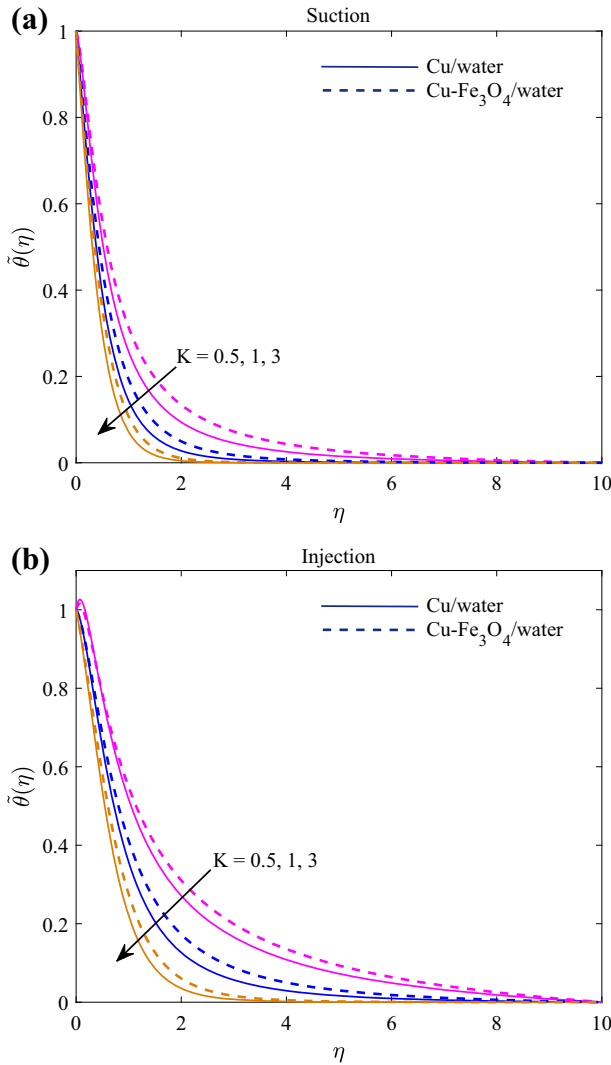 (a)
Suction
1
0.8
0.6
0.4
0.2
0
θ̃(η)
Cu/water
Cu-Fe₃O₄/water
K = 0.5, 1, 3
0 2 4 6 8 10
η
(b)
Injection
1
0.8
0.6
0.4
0.2
0
θ̃(η)
Cu/water
Cu-Fe₃O₄/water
K = 0.5, 1, 3
0 2 4 6 8 10
η